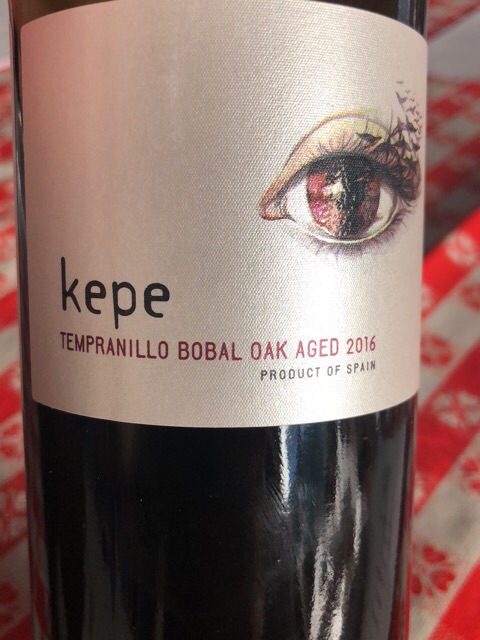 kepe
TEMPRANILLO BOBAL OAK AGED 2016
PRODUCT OF SPAIN